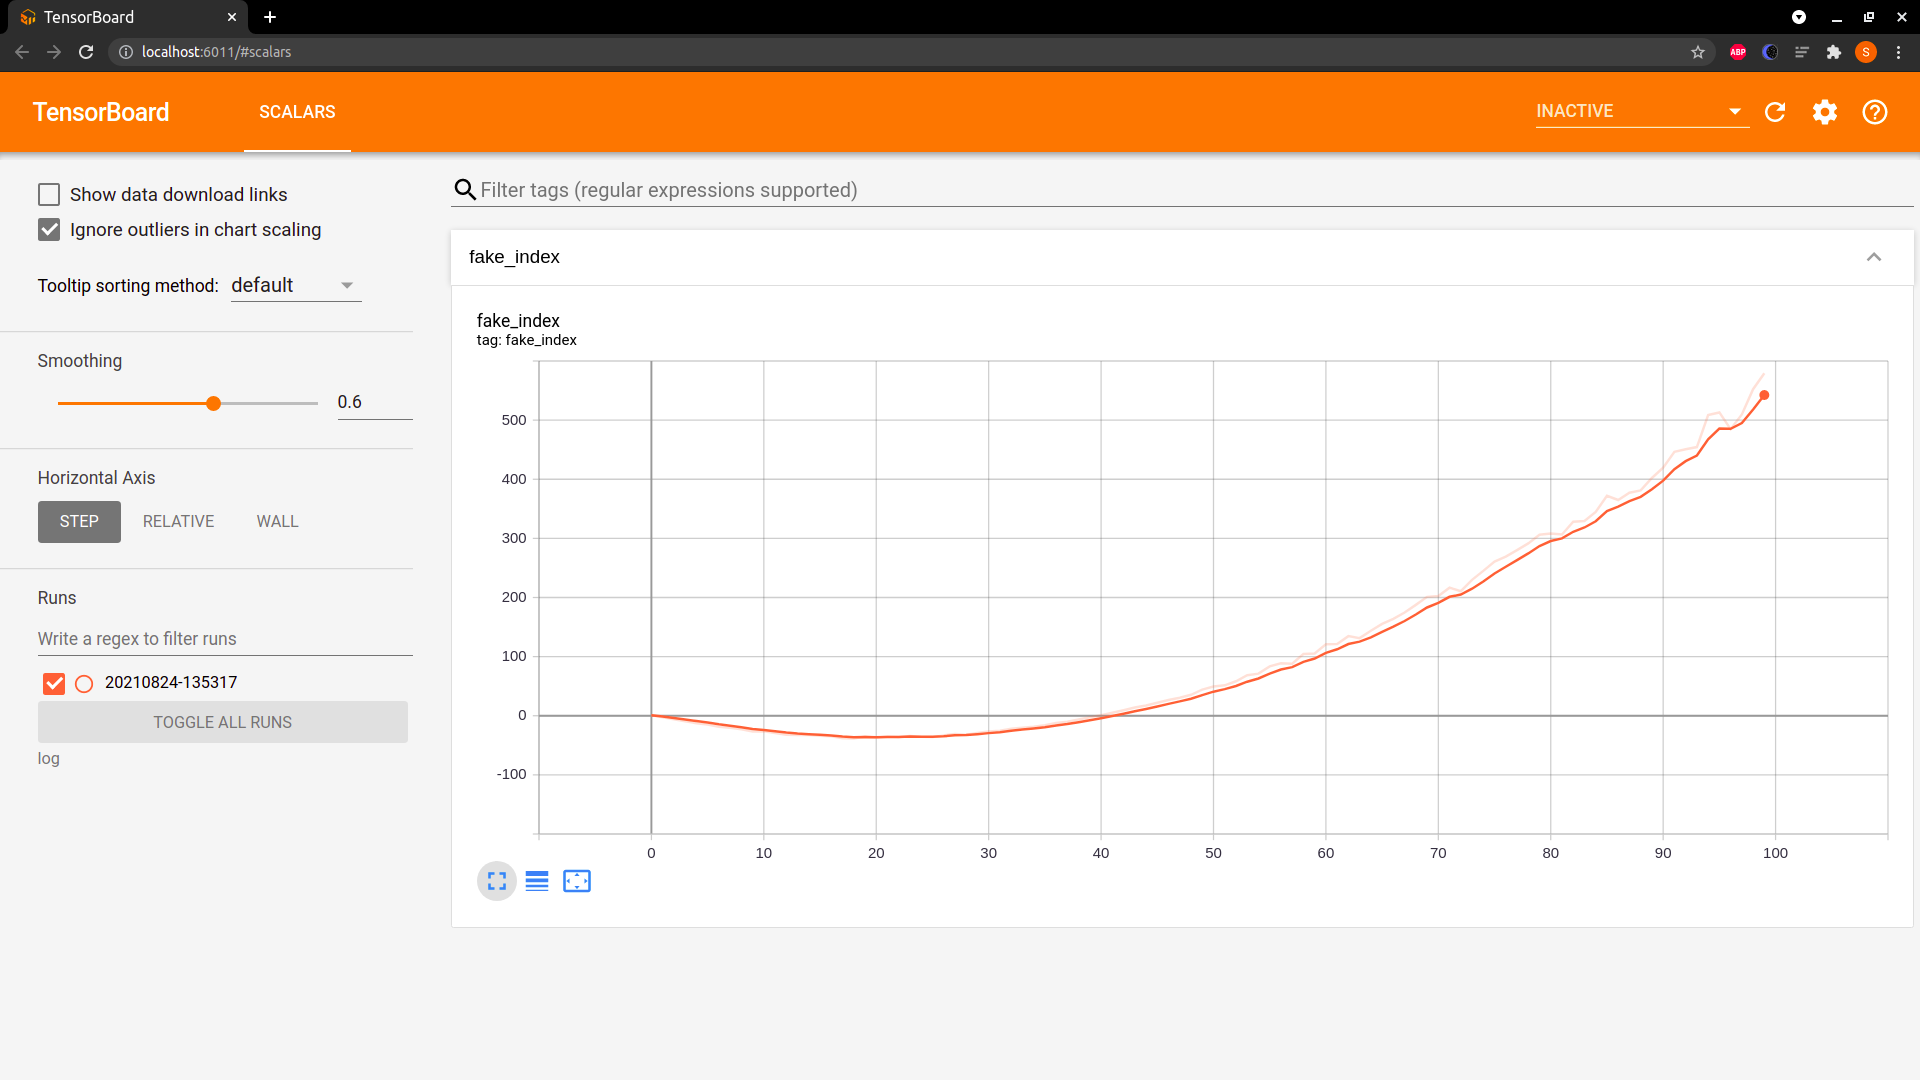 TensorBoard
localhost:6011/#scalars
ABP
S
TensorBoard
SCALARS
INACTIVE
Show data download links
Ignore outliers in chart scaling
Tooltip sorting method: default
Smoothing
0.6
Horizontal Axis
STEP RELATIVE WALL
Runs
Write a regex to filter runs
20210824-135317
TOGGLE ALL RUNS
log
Filter tags (regular expressions supported)
fake_index
fake_index
tag: fake_index
500
400
300
200
100
0
-100
0 10 20 30 40 50 60 70 80 90 100